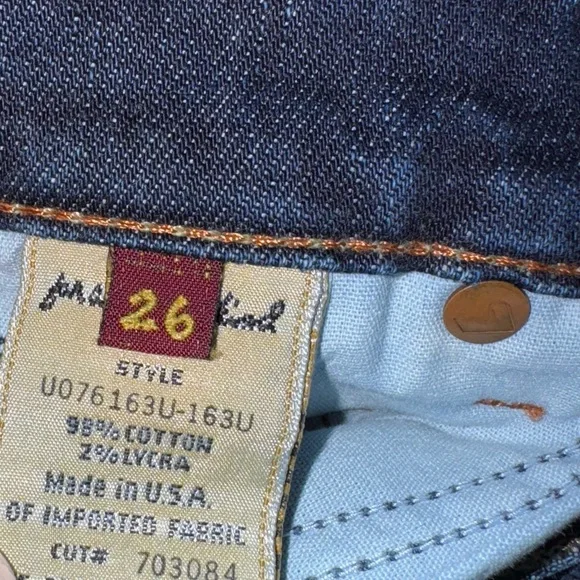 26
STYLE
U076163U-163U
98% COTTON
2% LYCRA
Made in U.S.A.
OF IMPORTED FABRIC
CUT# 703084